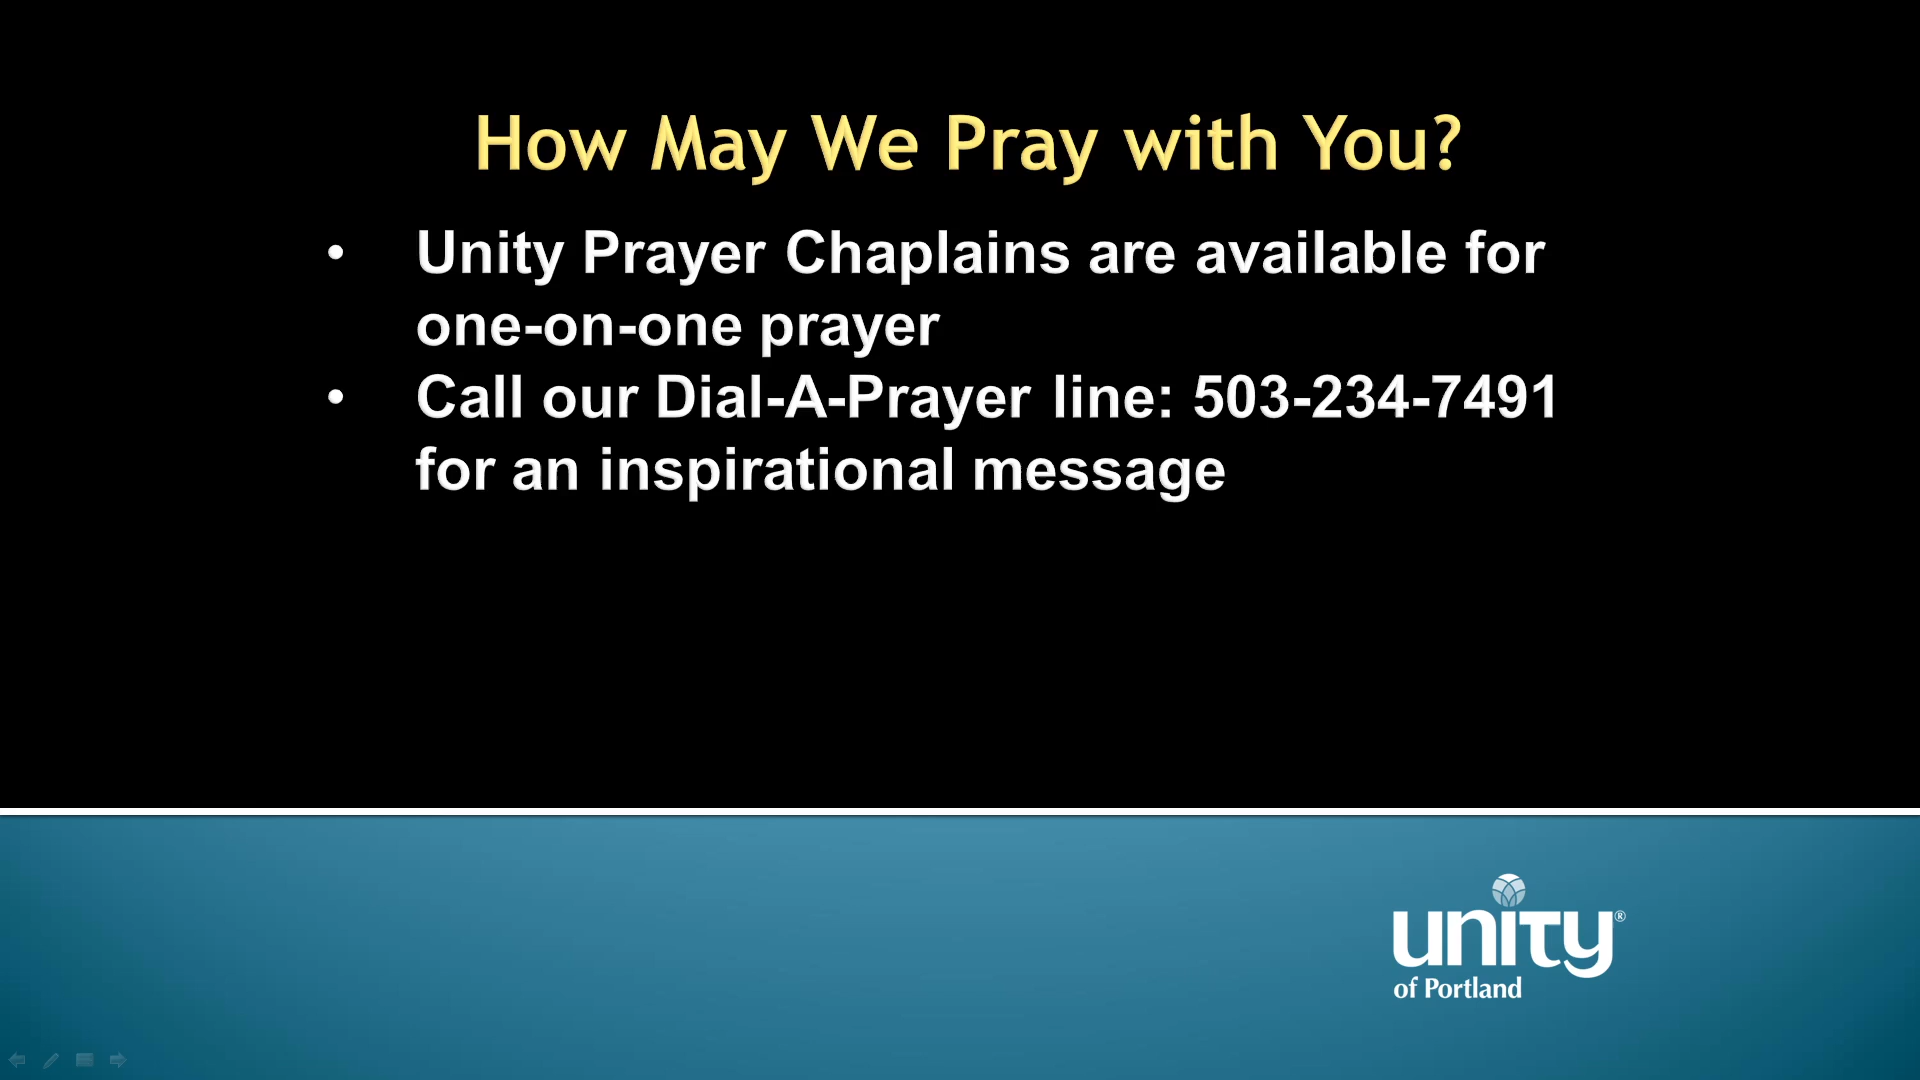 How May We Pray with You?
• Unity Prayer Chaplains are available for
one-on-one prayer
• Call our Dial-A-Prayer line: 503-234-7491
for an inspirational message
unity®
of Portland